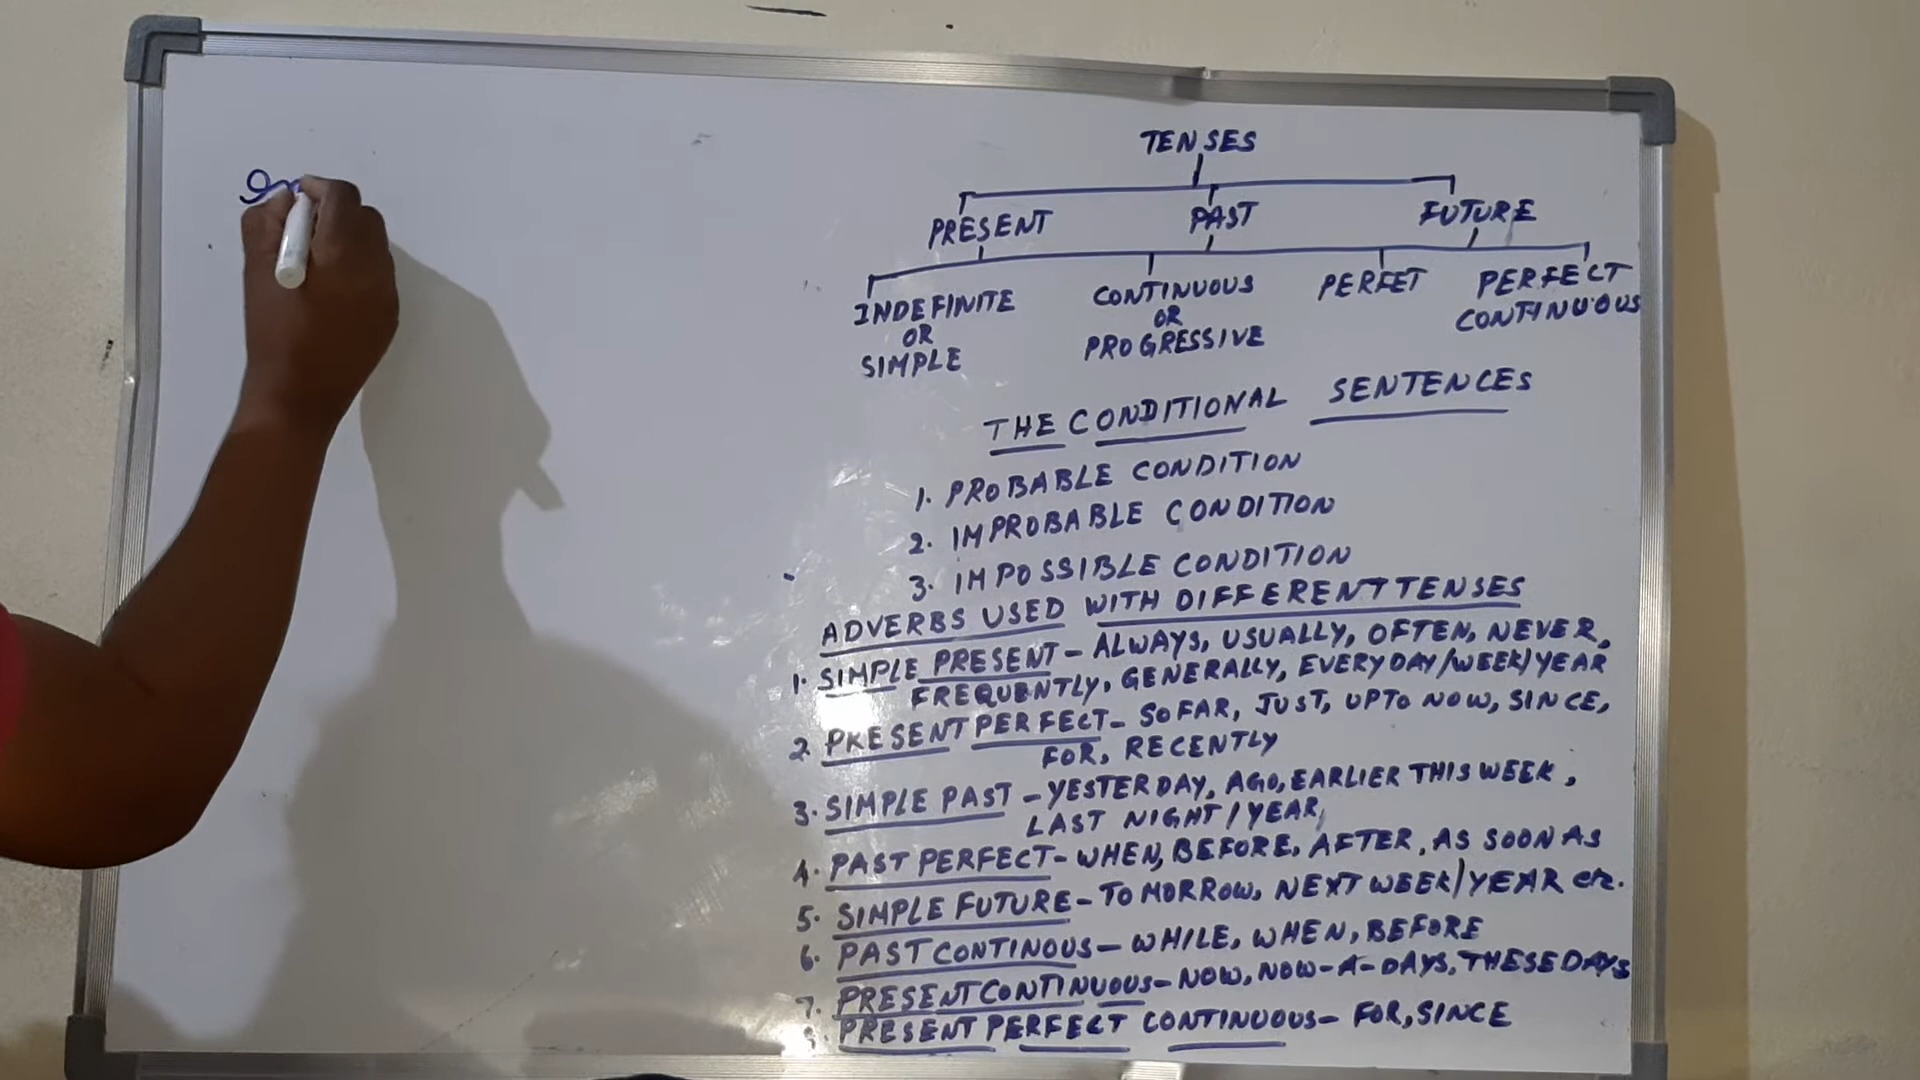 TENSES
PRESENT PAST FUTURE
INDEFINITE OR SIMPLE
CONTINUOUS OR PROGRESSIVE
PERFET
PERFECT CONTINUOUS
THE CONDITIONAL SENTENCES
1. PROBABLE CONDITION
2. IMPROBABLE CONDITION
3. IMPOSSIBLE CONDITION
ADVERBS USED WITH DIFFERENT TENSES
1. SIMPLE PRESENT - ALWAYS, USUALLY, OFTEN, NEVER,
FREQUENTLY, GENERALLY, EVERYDAY/WEEK/YEAR
2. PRESENT PERFECT - SO FAR, JUST, UPTO NOW, SINCE,
FOR, RECENTLY
3. SIMPLE PAST - YESTERDAY, AGO, EARLIER THIS WEEK,
LAST NIGHT/YEAR,
4. PAST PERFECT - WHEN, BEFORE, AFTER, AS SOON AS
5. SIMPLE FUTURE - TOMORROW, NEXT WEEK/YEAR etc.
6. PAST CONTINOUS - WHILE, WHEN, BEFORE
7. PRESENT CONTINUOUS - NOW, NOW-A-DAYS, THESE DAYS
8. PRESENT PERFECT CONTINUOUS - FOR, SINCE